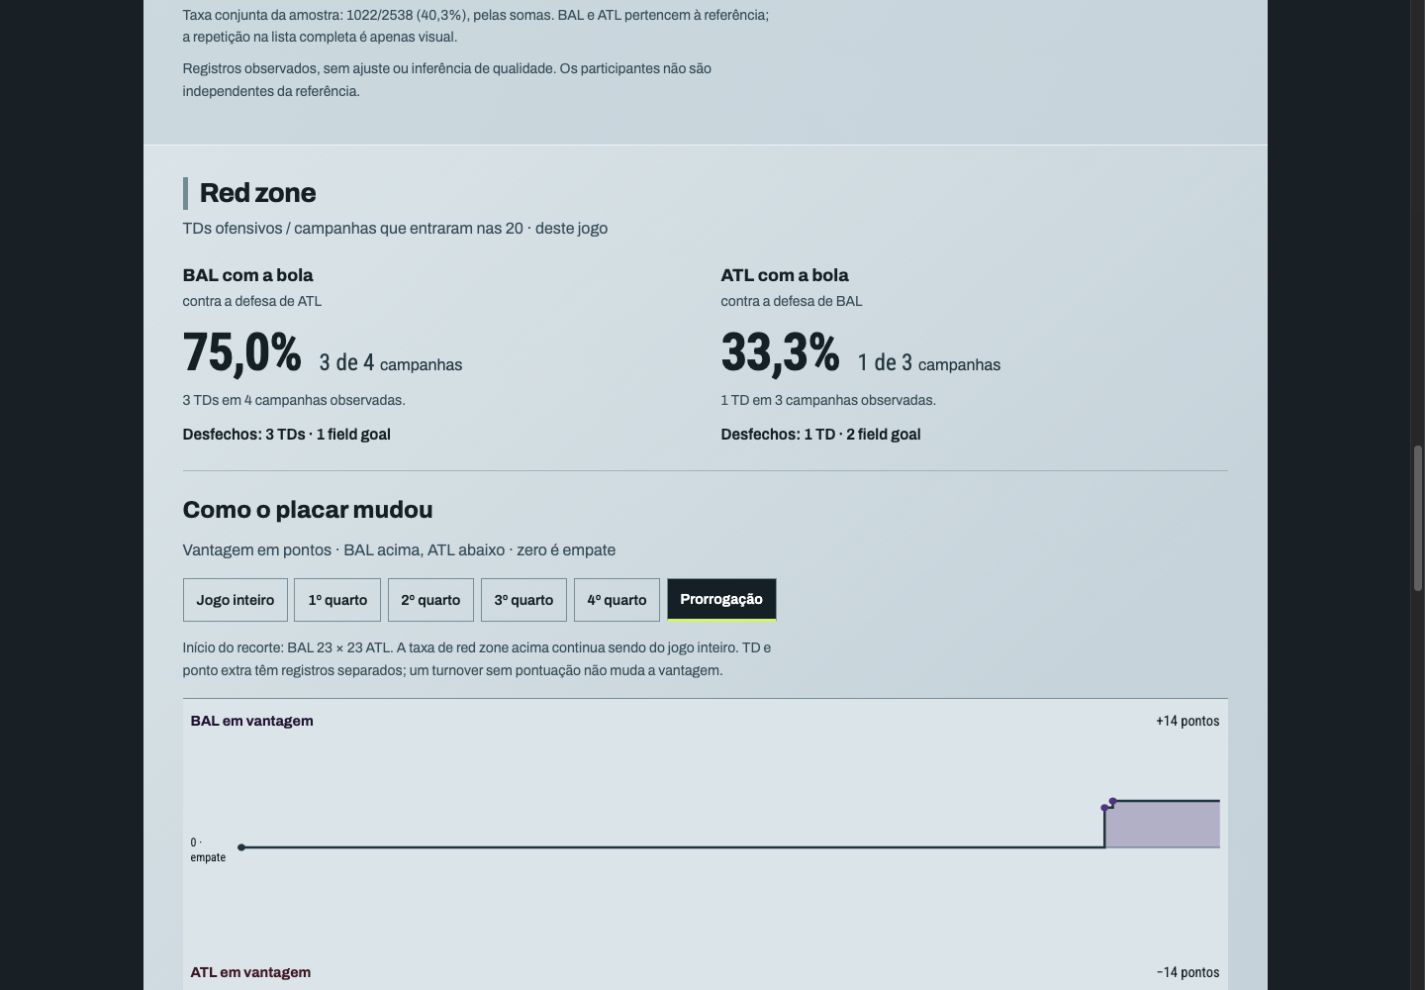 Taxa conjunta da amostra: 1022/2538 (40,3%), pelas somas. BAL e ATL pertencem à referência;
a repetição na lista completa é apenas visual.
Registros observados, sem ajuste ou inferência de qualidade. Os participantes não são
independentes da referência.
Red zone
TDs ofensivos / campanhas que entraram nas 20 · deste jogo
BAL com a bola
contra a defesa de ATL
75,0% 3 de 4 campanhas
3 TDs em 4 campanhas observadas.
Desfechos: 3 TDs · 1 field goal
ATL com a bola
contra a defesa de BAL
33,3% 1 de 3 campanhas
1 TD em 3 campanhas observadas.
Desfechos: 1 TD · 2 field goal
Como o placar mudou
Vantagem em pontos · BAL acima, ATL abaixo · zero é empate
Jogo inteiro 1º quarto 2º quarto 3º quarto 4º quarto Prorrogação
Início do recorte: BAL 23 × 23 ATL. A taxa de red zone acima continua sendo do jogo inteiro. TD e
ponto extra têm registros separados; um turnover sem pontuação não muda a vantagem.
BAL em vantagem +14 pontos
0 ·
empate
ATL em vantagem −14 pontos